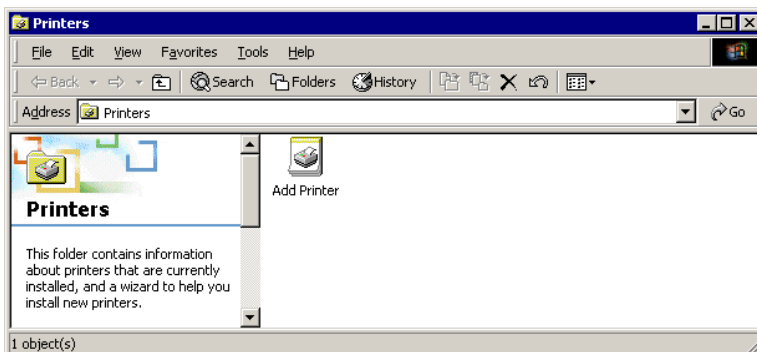 Printers
File Edit View Favorites Tools Help
Back Search Folders History
Address Printers Go
Add Printer
Printers
This folder contains information
about printers that are currently
installed, and a wizard to help you
install new printers.
1 object(s)